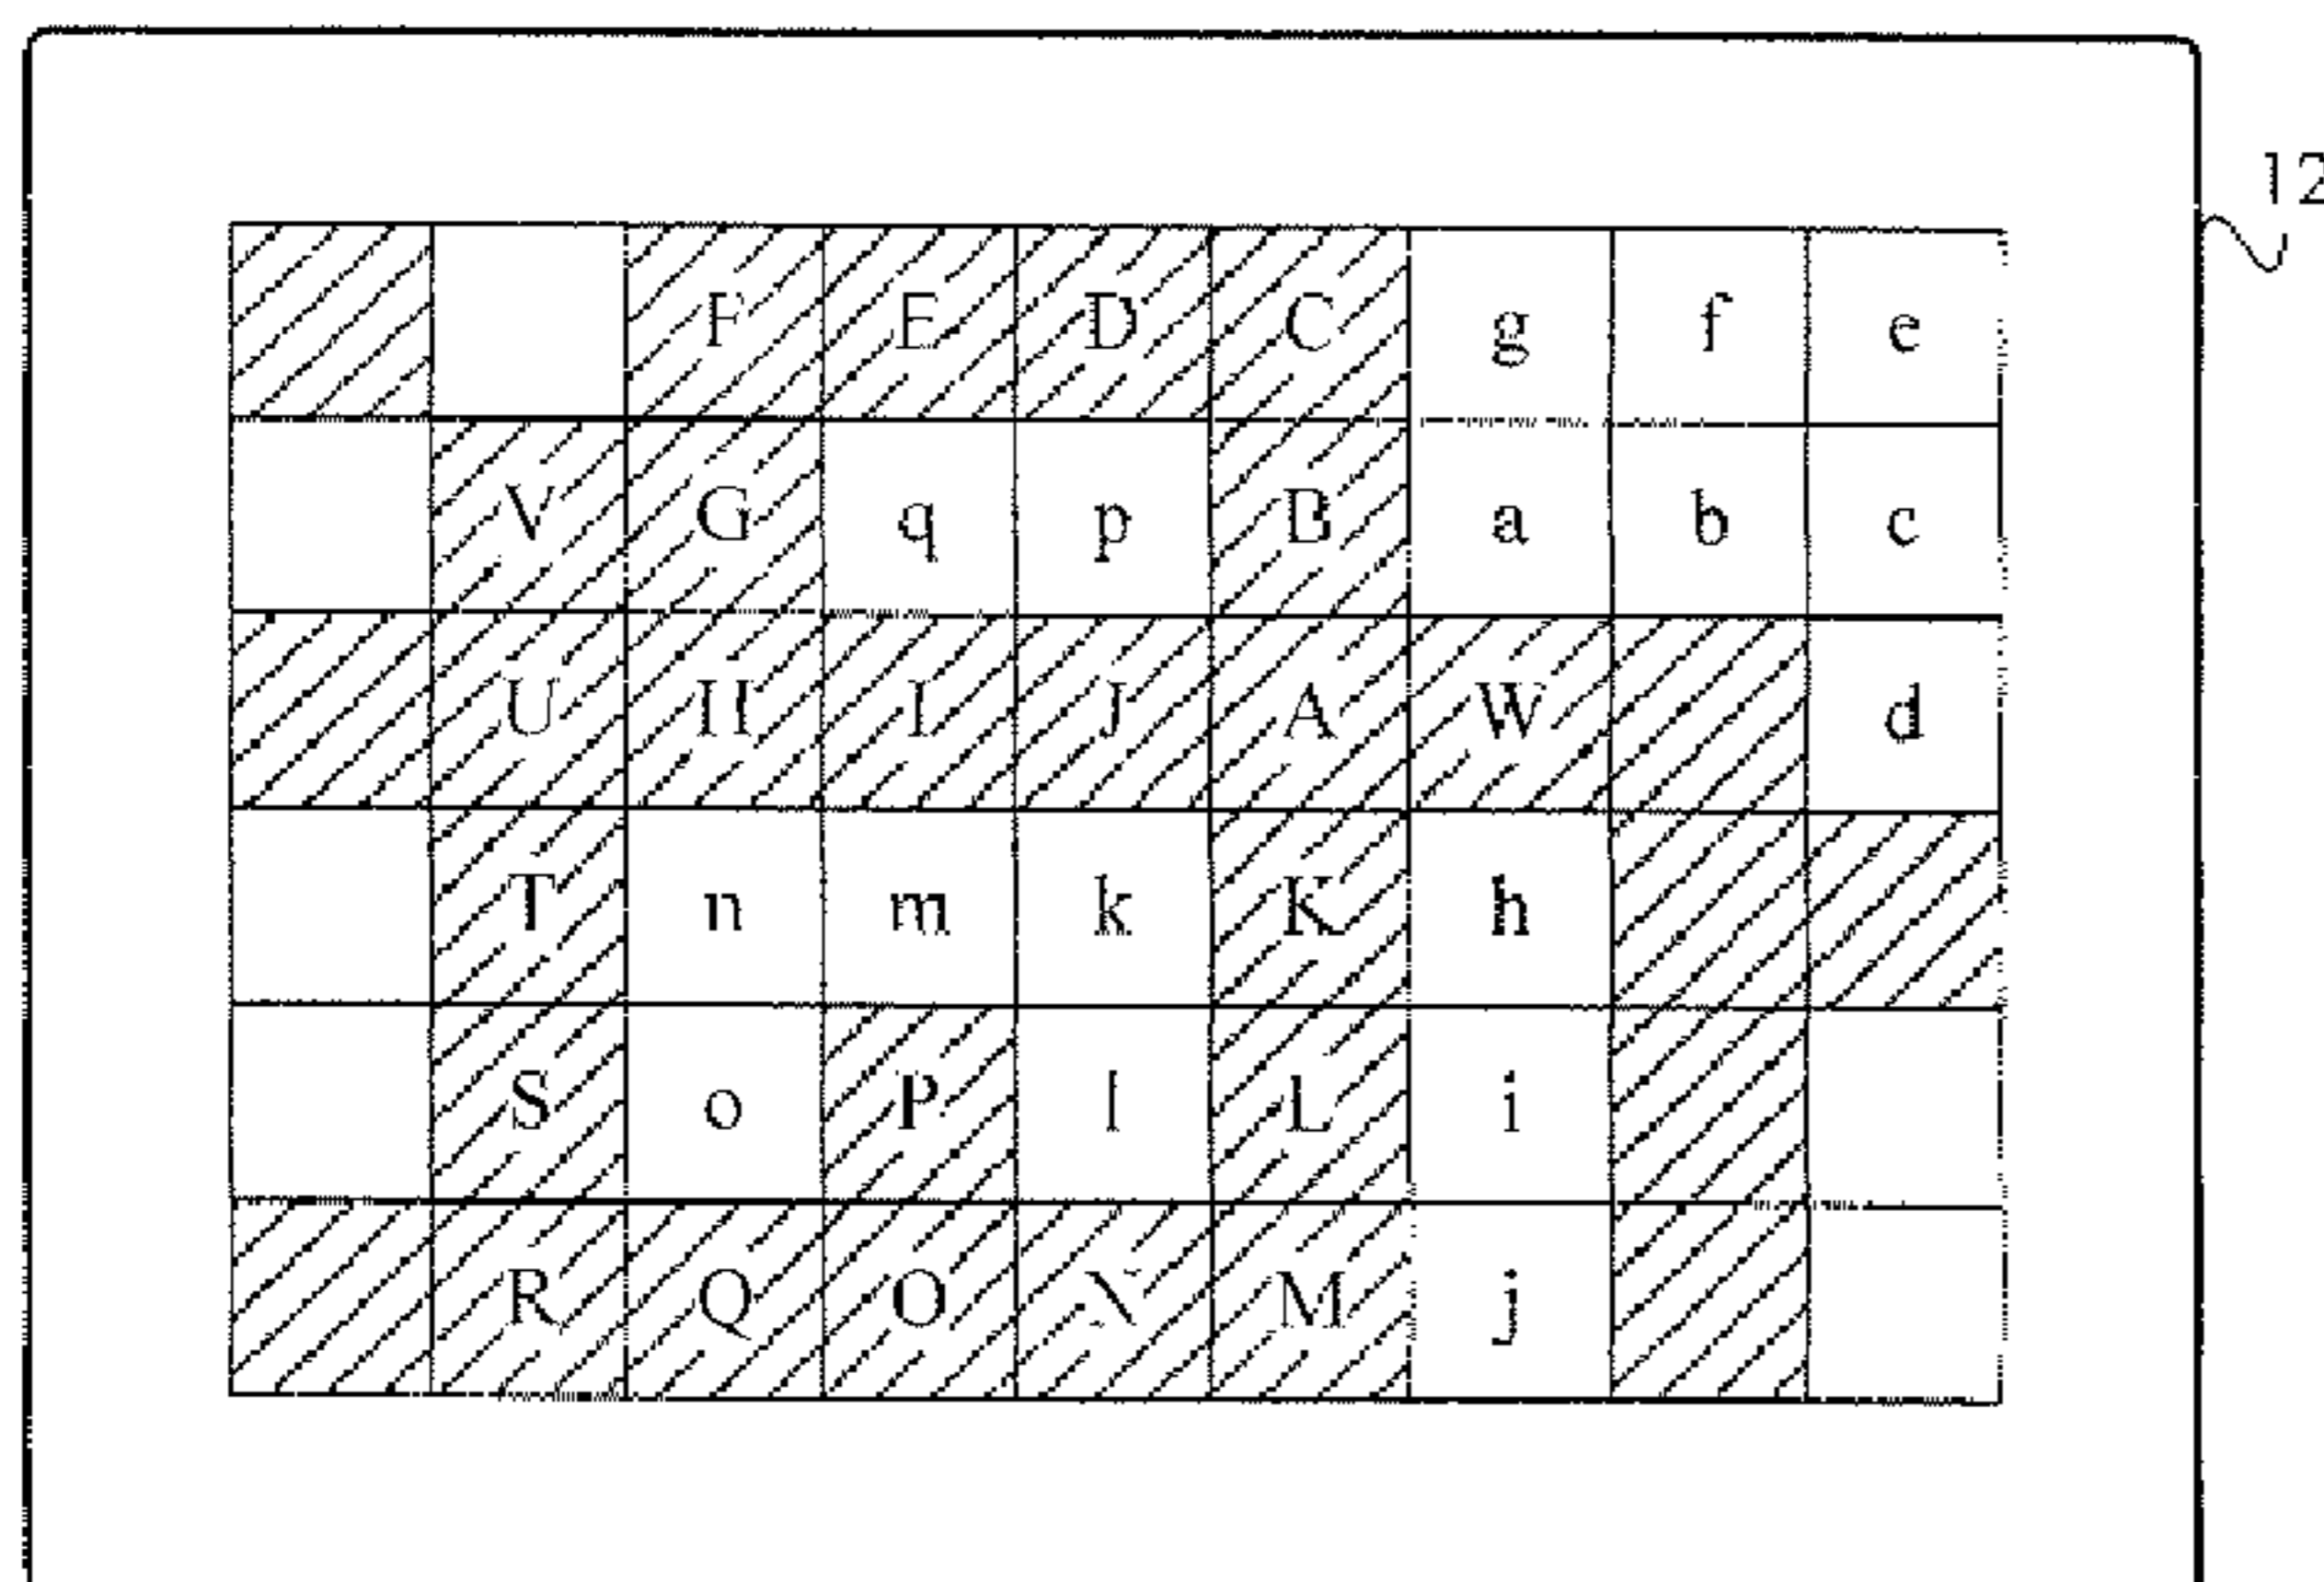 12
F E D C g f e
V G q p B a b c
U H I J A W d
T n m k K h
S o P l L i
R Q O N M j